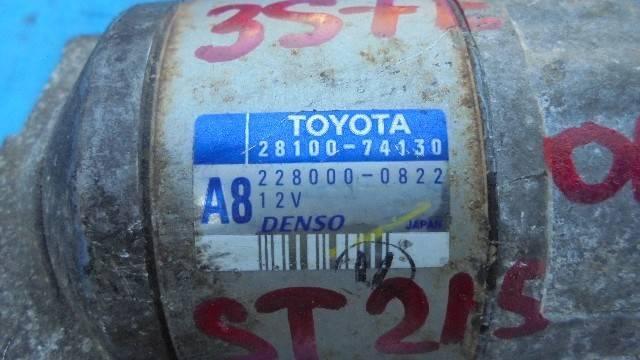 3S-FE
TOYOTA
28100-74130
A8
228000-0822
12V
DENSO
JAPAN
ST215